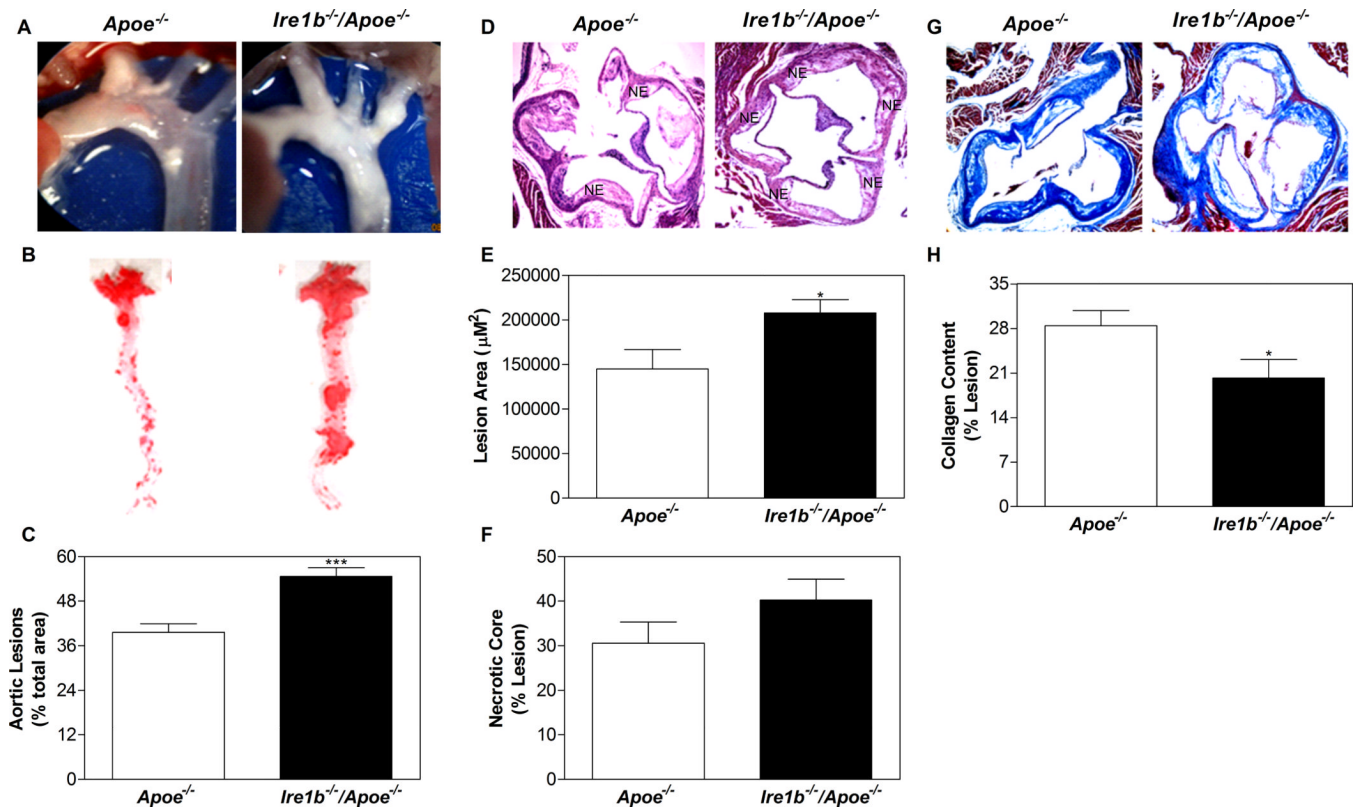 A
Apoe-/-
Ire1b-/-/Apoe-/-
B
C
Aortic Lesions
(% total area)
60
48
36
24
12
0
***
Apoe-/-
Ire1b-/-/Apoe-/-
D
Apoe-/-
Ire1b-/-/Apoe-/-
NE
NE
NE
NE
NE
NE
NE
E
Lesion Area (μM²)
250000
200000
150000
100000
50000
0
*
Apoe-/-
Ire1b-/-/Apoe-/-
F
Necrotic Core
(% Lesion)
50
40
30
20
10
0
Apoe-/-
Ire1b-/-/Apoe-/-
G
Apoe-/-
Ire1b-/-/Apoe-/-
H
Collagen Content
(% Lesion)
35
28
21
14
7
0
*
Apoe-/-
Ire1b-/-/Apoe-/-